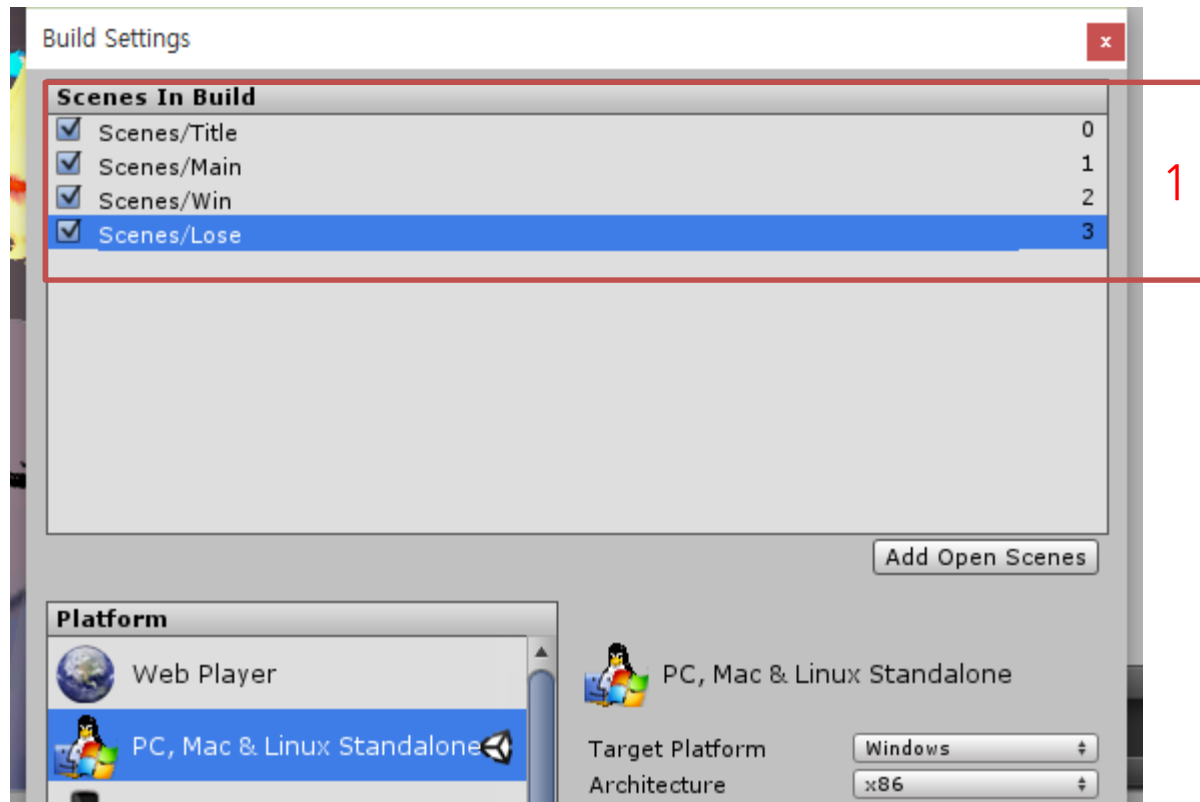 Build Settings
x
Scenes In Build
Scenes/Title 0
Scenes/Main 1
Scenes/Win 2
Scenes/Lose 3
1
Add Open Scenes
Platform
Web Player
PC, Mac & Linux Standalone
PC, Mac & Linux Standalone
Target Platform Windows
Architecture x86